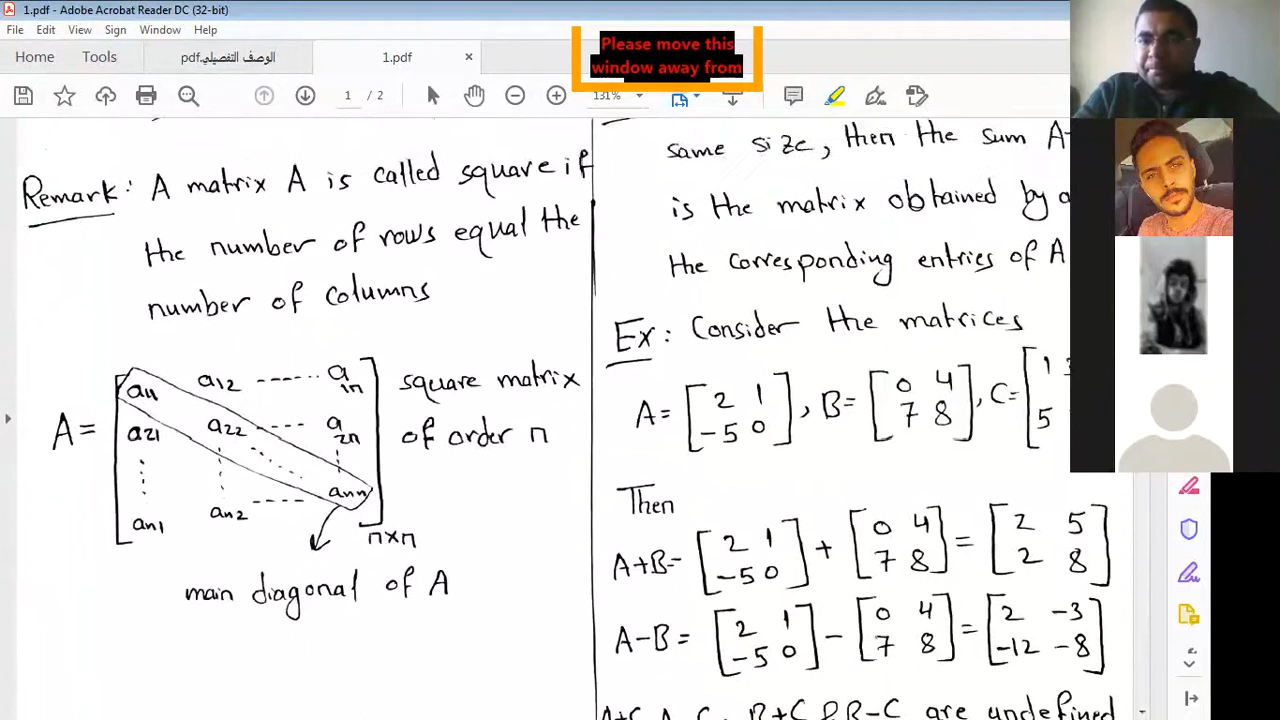 1.pdf - Adobe Acrobat Reader DC (32-bit)
File Edit View Sign Window Help
Home Tools الوصف التفصيلي.pdf 1.pdf ×
Please move this
window away from
1 / 2 131%
Remark: A matrix A is called square if
the number of rows equal the
number of columns
A = [ a11 a12 ------ a1n
a21 a22 ---- a2n
an1 an2 ---- ann ] n×n
square matrix
of order n
main diagonal of A
same size, then the sum A
is the matrix obtained by a
the corresponding entries of A
Ex: Consider the matrices
A = [ 2 1
-5 0 ], B = [ 0 4
7 8 ], C = [ 1
5
Then
A+B = [ 2 1
-5 0 ] + [ 0 4
7 8 ] = [ 2 5
2 8 ]
A-B = [ 2 1
-5 0 ] - [ 0 4
7 8 ] = [ 2 -3
-12 -8 ]
A+C, A-C, B+C & B-C are undefined